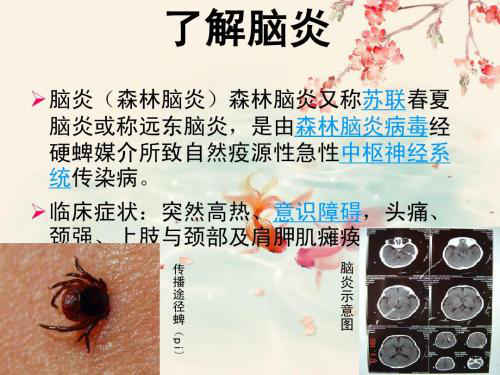 了解脑炎
脑炎（森林脑炎）森林脑炎又称苏联春夏
脑炎或称远东脑炎，是由森林脑炎病毒经
硬蜱媒介所致自然疫源性急性中枢神经系
统传染病。
临床症状：突然高热、意识障碍，头痛、
颈强、上肢与颈部及肩胛肌瘫痪
传播途径蜱（pi）
脑炎示意图